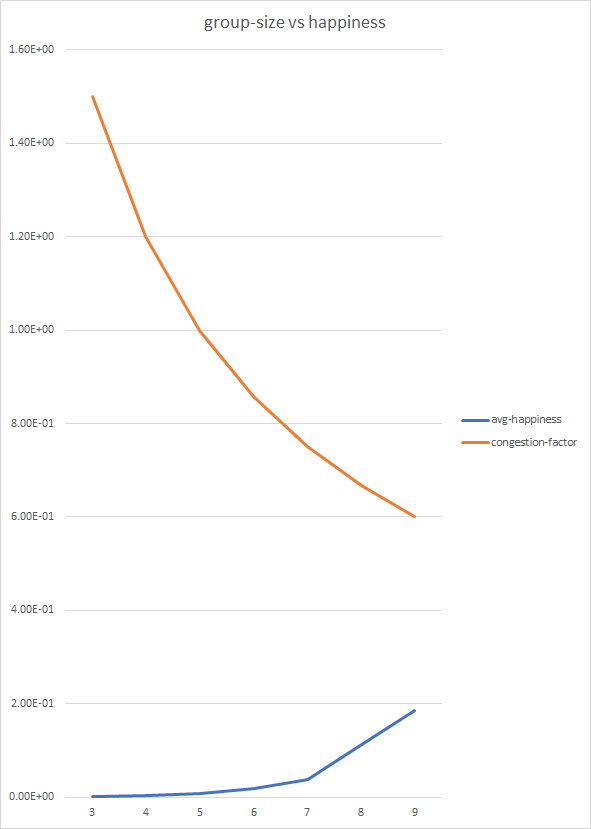 group-size vs happiness
1.60E+00
1.40E+00
1.20E+00
1.00E+00
8.00E-01
6.00E-01
4.00E-01
2.00E-01
0.00E+00
3 4 5 6 7 8 9
avg-happiness
congestion-factor